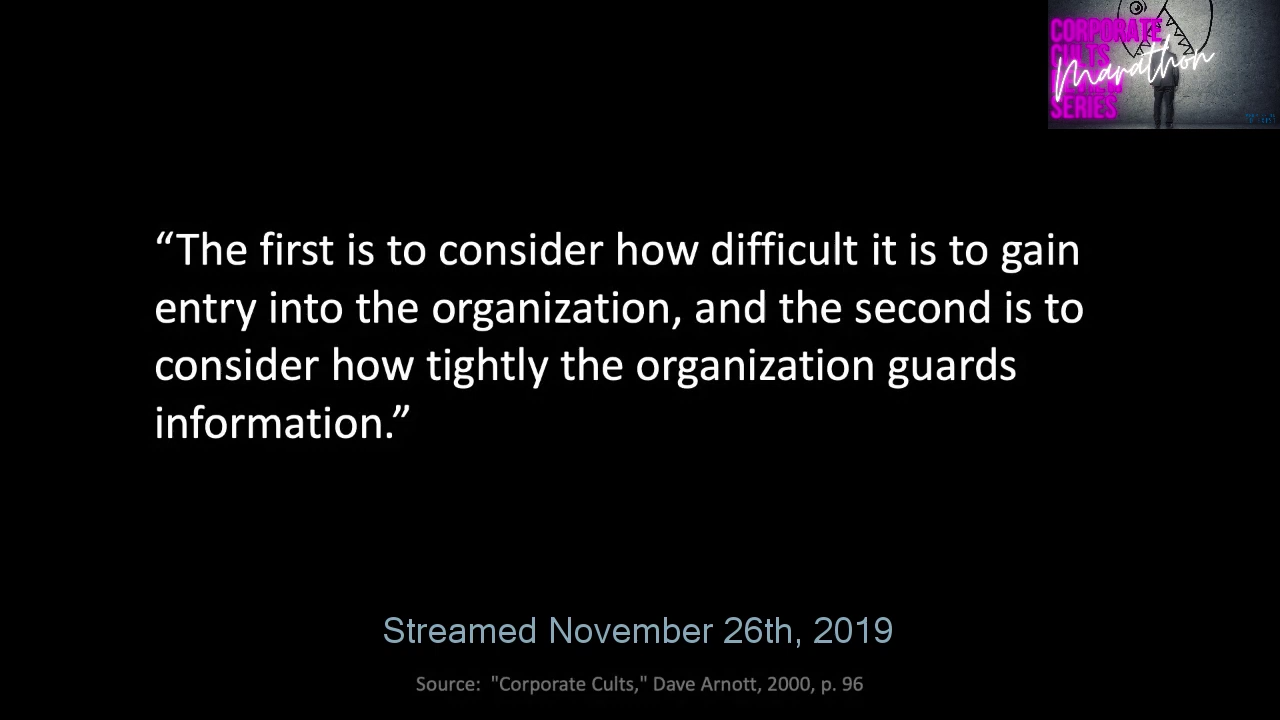 CORPORATE
CULTS
Marathon
SERIES
“The first is to consider how difficult it is to gain
entry into the organization, and the second is to
consider how tightly the organization guards
information.”
Streamed November 26th, 2019
Source:  "Corporate Cults," Dave Arnott, 2000, p. 96